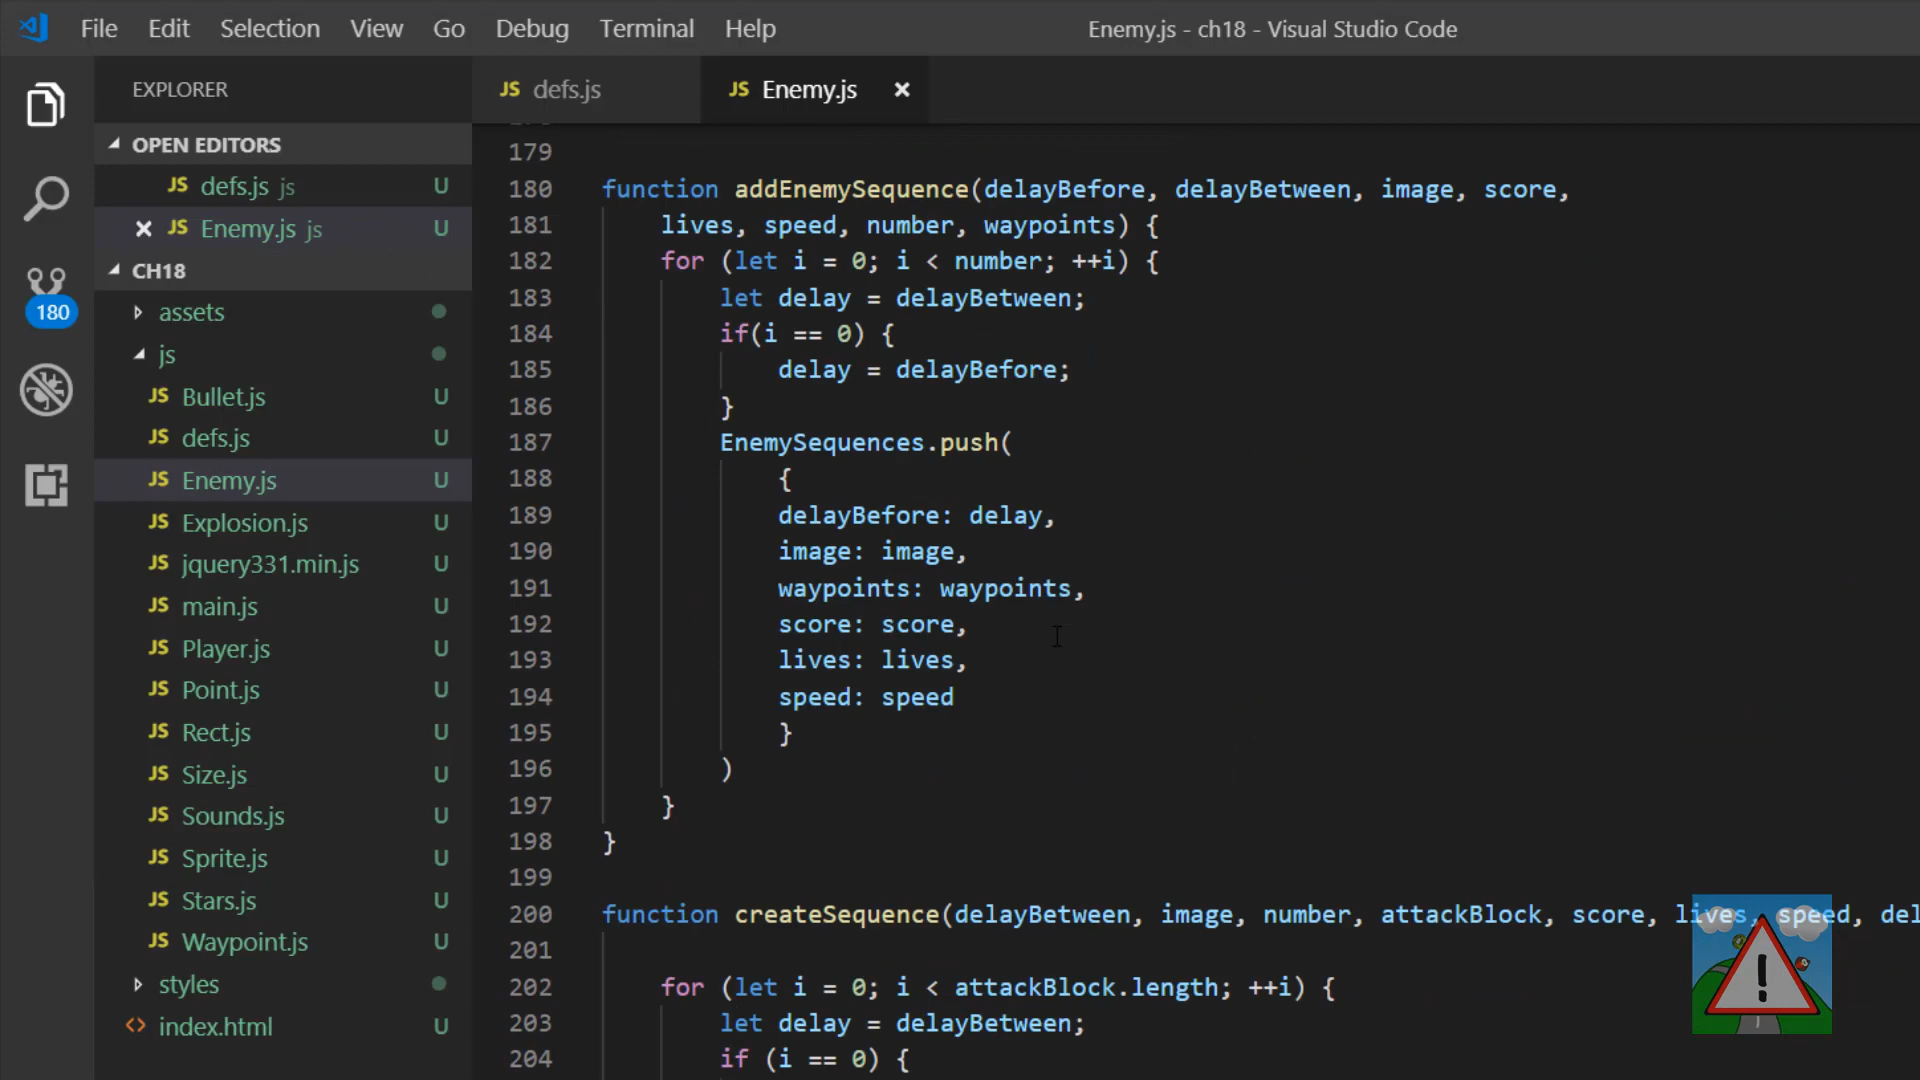 File Edit Selection View Go Debug Terminal Help
Enemy.js - ch18 - Visual Studio Code
EXPLORER
OPEN EDITORS
JS defs.js js U
JS Enemy.js js U
CH18
assets
js
JS Bullet.js U
JS defs.js U
JS Enemy.js U
JS Explosion.js U
JS jquery331.min.js U
JS main.js U
JS Player.js U
JS Point.js U
JS Rect.js U
JS Size.js U
JS Sounds.js U
JS Sprite.js U
JS Stars.js U
JS Waypoint.js U
styles
<> index.html U
180
JS defs.js
JS Enemy.js
179
180 function addEnemySequence(delayBefore, delayBetween, image, score,
181 lives, speed, number, waypoints) {
182 for (let i = 0; i < number; ++i) {
183 let delay = delayBetween;
184 if(i == 0) {
185 delay = delayBefore;
186 }
187 EnemySequences.push(
188 {
189 delayBefore: delay,
190 image: image,
191 waypoints: waypoints,
192 score: score,
193 lives: lives,
194 speed: speed
195 }
196 )
197 }
198 }
199
200 function createSequence(delayBetween, image, number, attackBlock, score, lives, speed, del
201
202 for (let i = 0; i < attackBlock.length; ++i) {
203 let delay = delayBetween;
204 if (i == 0) {